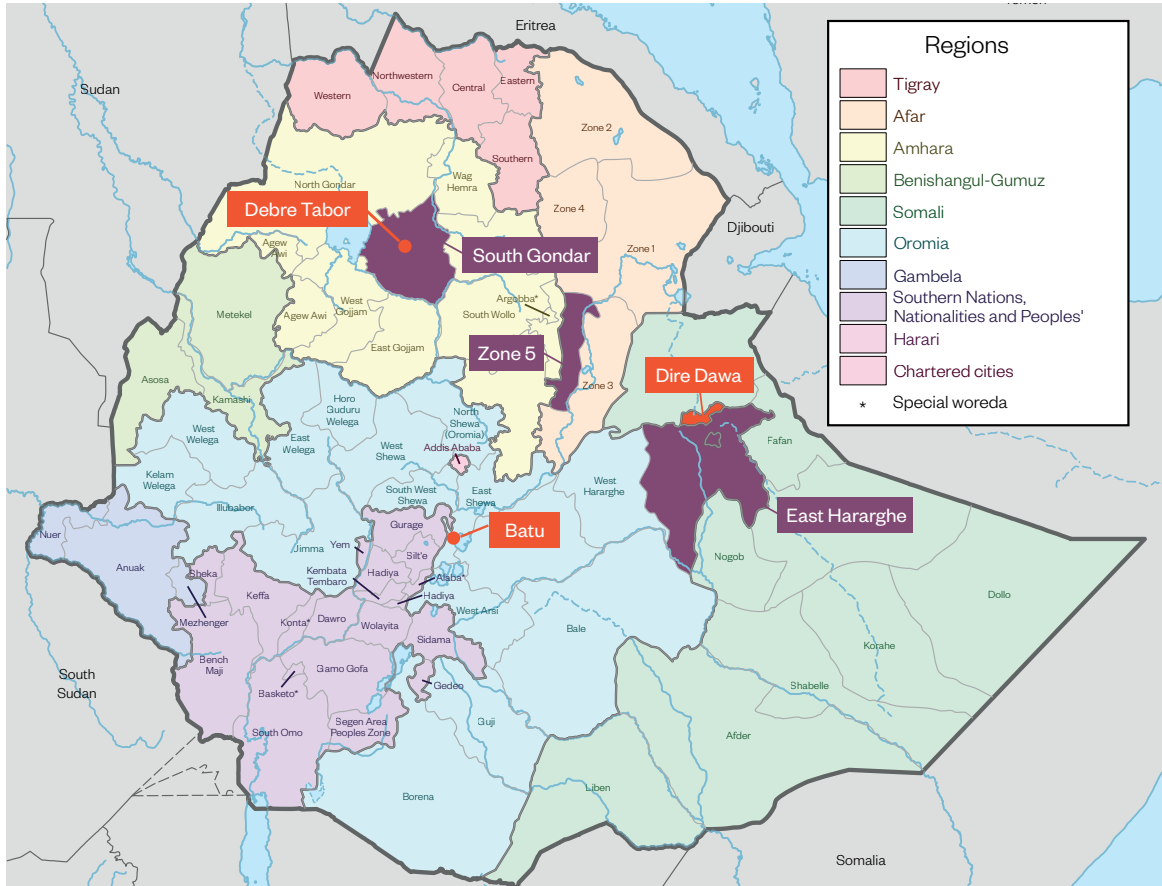 Eritrea
Sudan
Northwestern
Western
Central
Eastern
Southern
Zone 2
North Gondar
Wag
Hemra
Debre Tabor
Zone 4
South Gondar
Zone 1
Djibouti
Agew
Awi
Metekel
Agew Awi
West
Gojjam
Argobba*
South Wollo
East Gojjam
Zone 5
Zone 3
Dire Dawa
Asosa
Kamashi
Horo
Guduru
Welega
North
Shewa
(Oromia)
West
Welega
East
Welega
West
Shewa
Addis Ababa
Fafan
Kelam
Welega
South West
Shewa
East
Shewa
West
Hararghe
East Hararghe
Illubabor
Nuer
Gurage
Batu
Anuak
Jimma
Yem
Silt'e
Nogob
Sheka
Kembata
Tembaro
Hadiya
Alaba*
Keffa
Hadiya
West Arsi
Dollo
Mezhenger
Konta*
Dawro
Wolayita
Sidama
Bale
Bench
Maji
Gamo Gofa
Korahe
South
Sudan
Basketo*
Gedeo
Shabelle
South Omo
Segen Area
Peoples Zone
Guji
Afder
Borena
Liben
Somalia
Regions
Tigray
Afar
Amhara
Benishangul-Gumuz
Somali
Oromia
Gambela
Southern Nations,
Nationalities and Peoples'
Harari
Chartered cities
* Special woreda